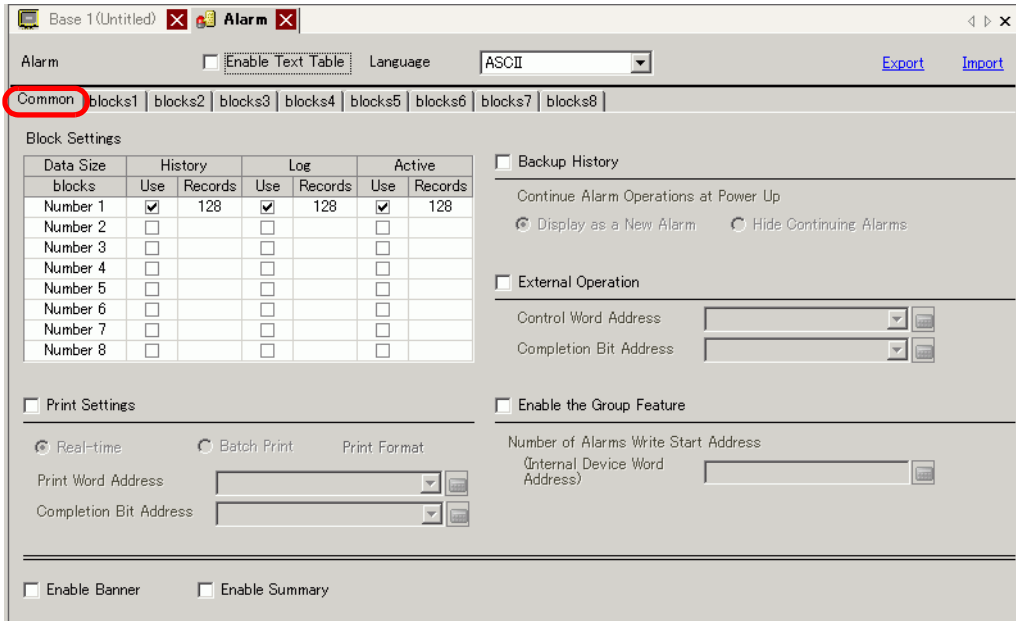 Base 1(Untitled) Alarm
Alarm Enable Text Table Language ASCII Export Import
Common blocks1 blocks2 blocks3 blocks4 blocks5 blocks6 blocks7 blocks8
Block Settings
Data Size History Log Active
blocks Use Records Use Records Use Records
Number 1 128 128 128
Number 2
Number 3
Number 4
Number 5
Number 6
Number 7
Number 8
Backup History
Continue Alarm Operations at Power Up
Display as a New Alarm Hide Continuing Alarms
External Operation
Control Word Address
Completion Bit Address
Print Settings
Real-time Batch Print Print Format
Print Word Address
Completion Bit Address
Enable the Group Feature
Number of Alarms Write Start Address
(Internal Device Word
Address)
Enable Banner Enable Summary